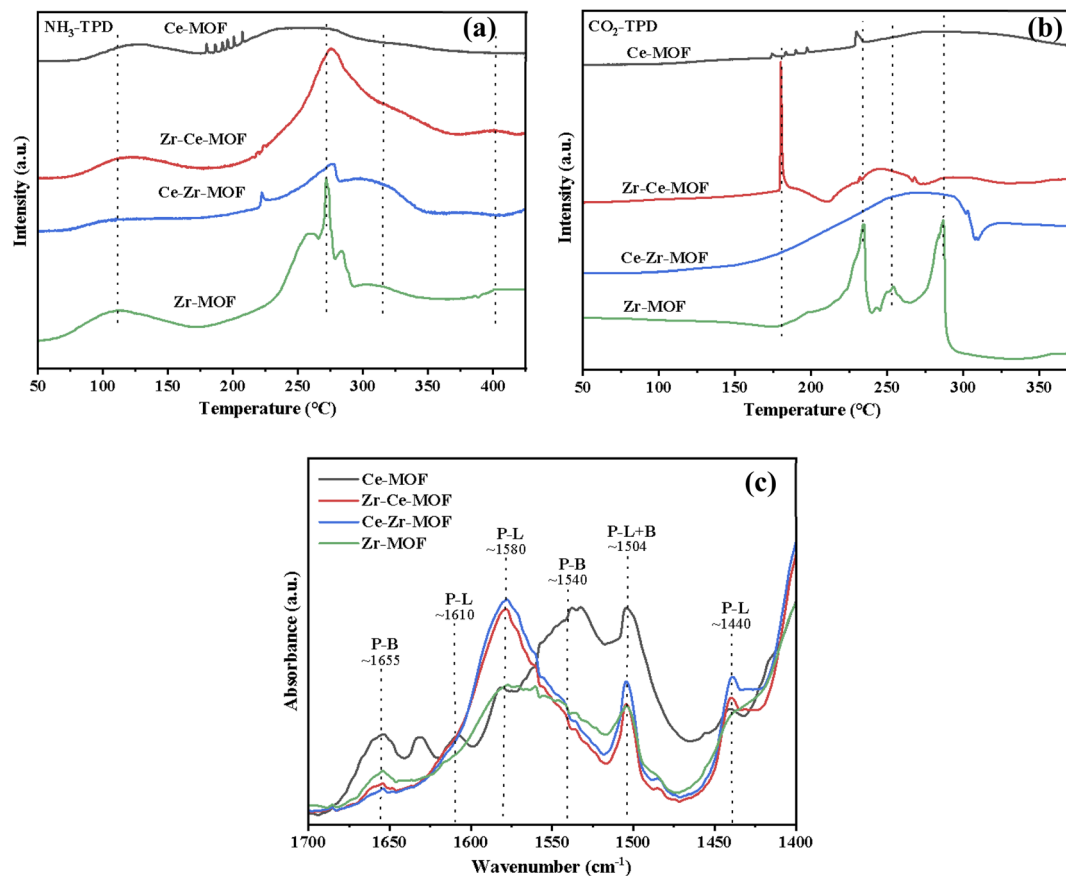 NH₃-TPD
(a)
Ce-MOF
Zr-Ce-MOF
Ce-Zr-MOF
Zr-MOF
Intensity (a.u.)
50 100 150 200 250 300 350 400
Temperature (°C)
CO₂-TPD
(b)
Ce-MOF
Zr-Ce-MOF
Ce-Zr-MOF
Zr-MOF
Intensity (a.u.)
50 100 150 200 250 300 350
Temperature (°C)
(c)
Ce-MOF
Zr-Ce-MOF
Ce-Zr-MOF
Zr-MOF
P-B
~1655
P-L
~1610
P-L
~1580
P-B
~1540
P-L+B
~1504
P-L
~1440
Absorbance (a.u.)
1700 1650 1600 1550 1500 1450 1400
Wavenumber (cm⁻¹)